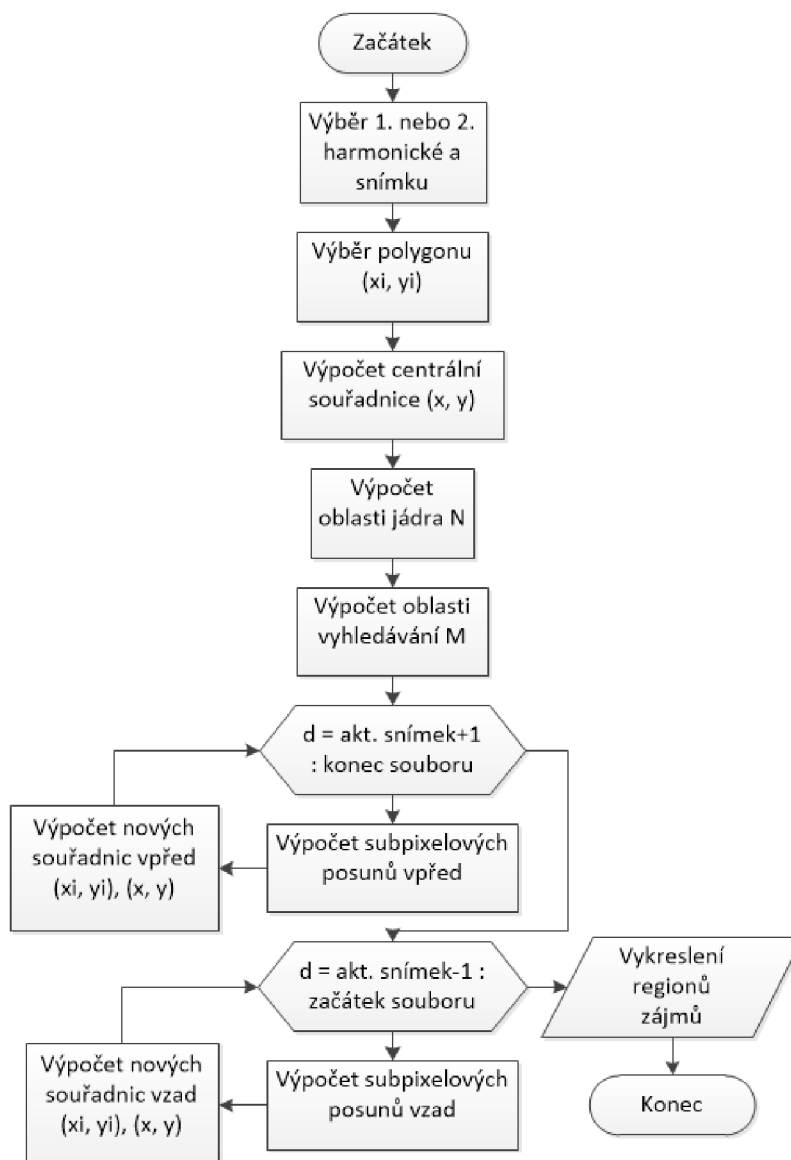 Začátek
Výběr 1. nebo 2.
harmonické a
snímku
Výběr polygonu
(xi, yi)
Výpočet centrální
souřadnice (x, y)
Výpočet
oblasti jádra N
Výpočet oblasti
vyhledávání M
d = akt. snímek+1
: konec souboru
Výpočet subpixelových
posunů vpřed
Výpočet nových
souřadnic vpřed
(xi, yi), (x, y)
d = akt. snímek-1 :
začátek souboru
Výpočet subpixelových
posunů vzad
Výpočet nových
souřadnic vzad
(xi, yi), (x, y)
Vykreslení
regionů
zájmů
Konec